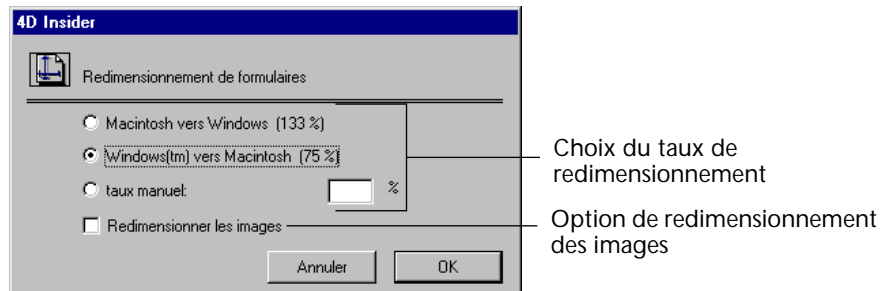 4D Insider
Redimensionnement de formulaires
Macintosh vers Windows (133 %)
Windows(tm) vers Macintosh (75 %)
taux manuel: %
Redimensionner les images
Annuler OK
Choix du taux de
redimensionnement
Option de redimensionnement
des images